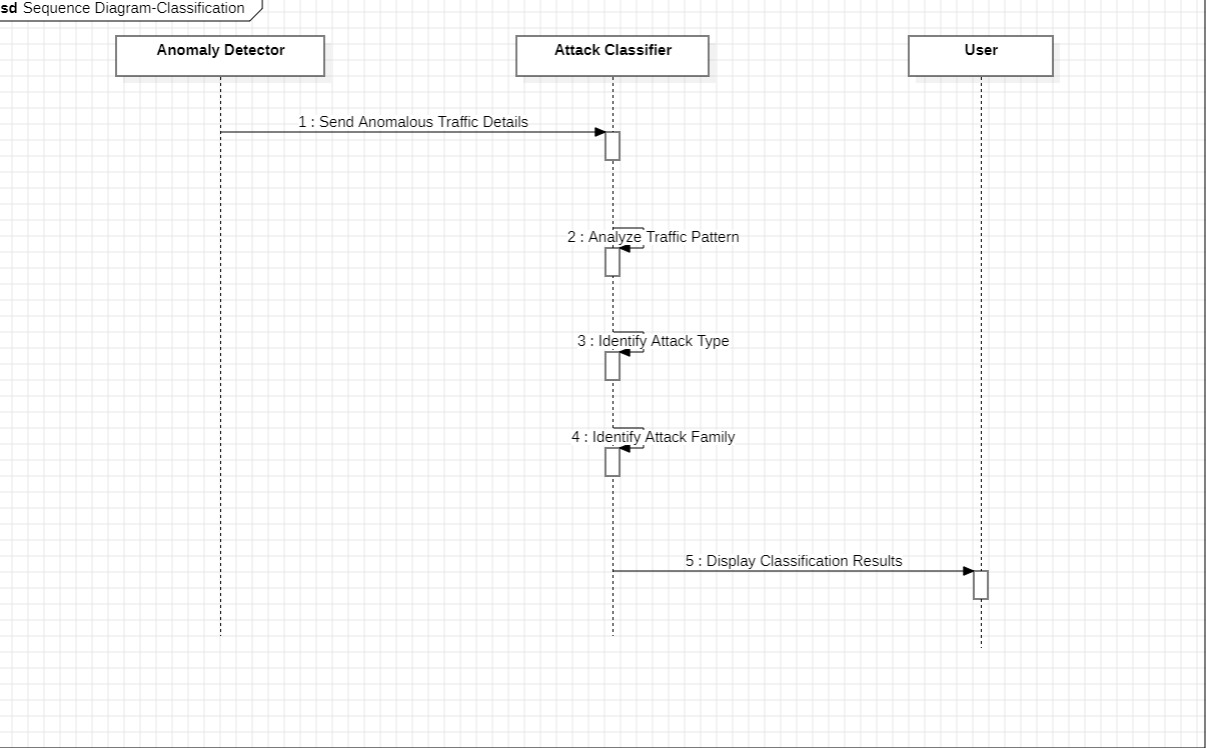 sd Sequence Diagram-Classification
Anomaly Detector
Attack Classifier
User
1 : Send Anomalous Traffic Details
2 : Analyze Traffic Pattern
3 : Identify Attack Type
4 : Identify Attack Family
5 : Display Classification Results